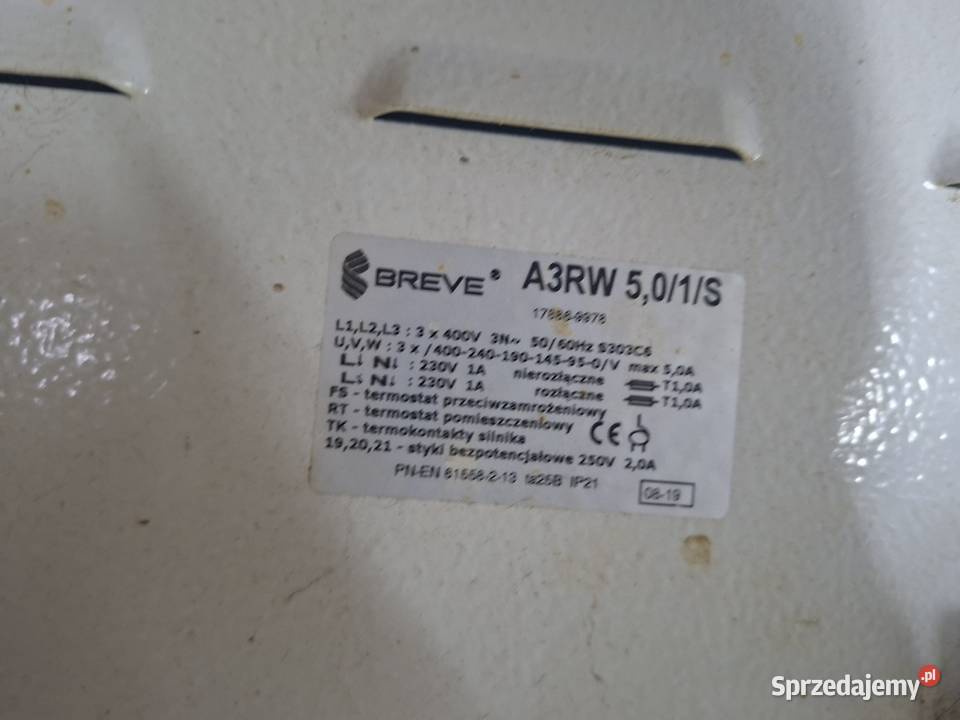 BREVE® A3RW 5,0/1/S
17886-9978
L1,L2,L3 : 3 x 400V 3N~ 50/60Hz S303C6
U,V,W : 3 x /400-240-190-145-95-0/V max 5,0A
L↓ N↓ : 230V 1A nierozłączne T1,0A
L↓ N↓ : 230V 1A rozłączne T1,0A
FS - termostat przeciwzamrożeniowy
RT - termostat pomieszczeniowy
TK - termokontakty silnika CE
19,20,21 - styki bezpotencjałowe 250V 2,0A
PN-EN 61558-2-13 ta25B IP21
08-19
Sprzedajemy.pl